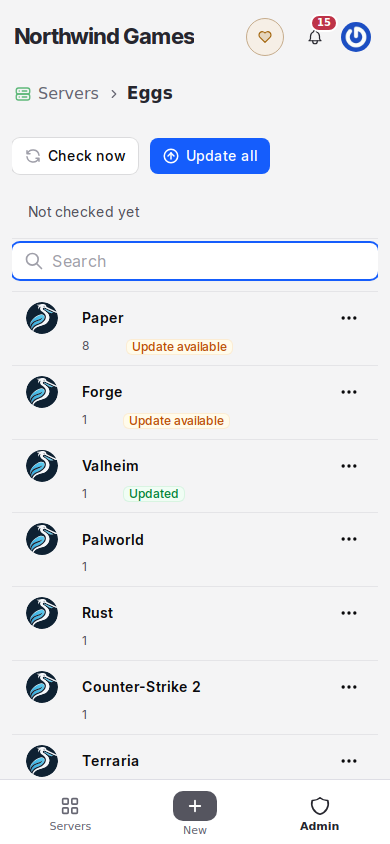 Northwind Games
15
Servers > Eggs
Check now
Update all
Not checked yet
Search
Paper
8 Update available
Forge
1 Update available
Valheim
1 Updated
Palworld
1
Rust
1
Counter-Strike 2
1
Terraria
Servers
New
Admin